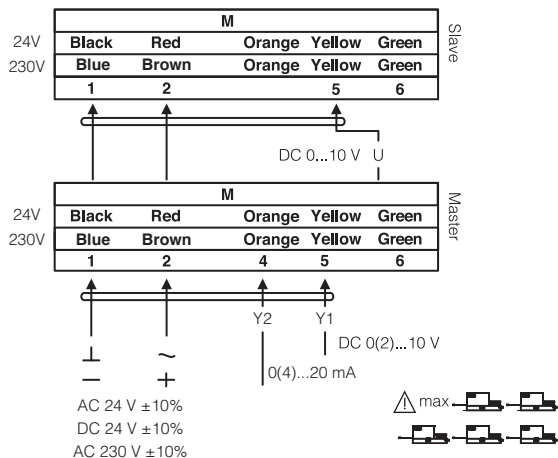 M
24V Black Red Orange Yellow Green
230V Blue Brown Orange Yellow Green
1 2 5 6
Slave
DC 0...10 V U
M
24V Black Red Orange Yellow Green
230V Blue Brown Orange Yellow Green
1 2 4 5 6
Master
Y2 Y1
DC 0(2)...10 V
⊥ ~
− +
0(4)...20 mA
AC 24 V ±10%
DC 24 V ±10%
AC 230 V ±10%
max